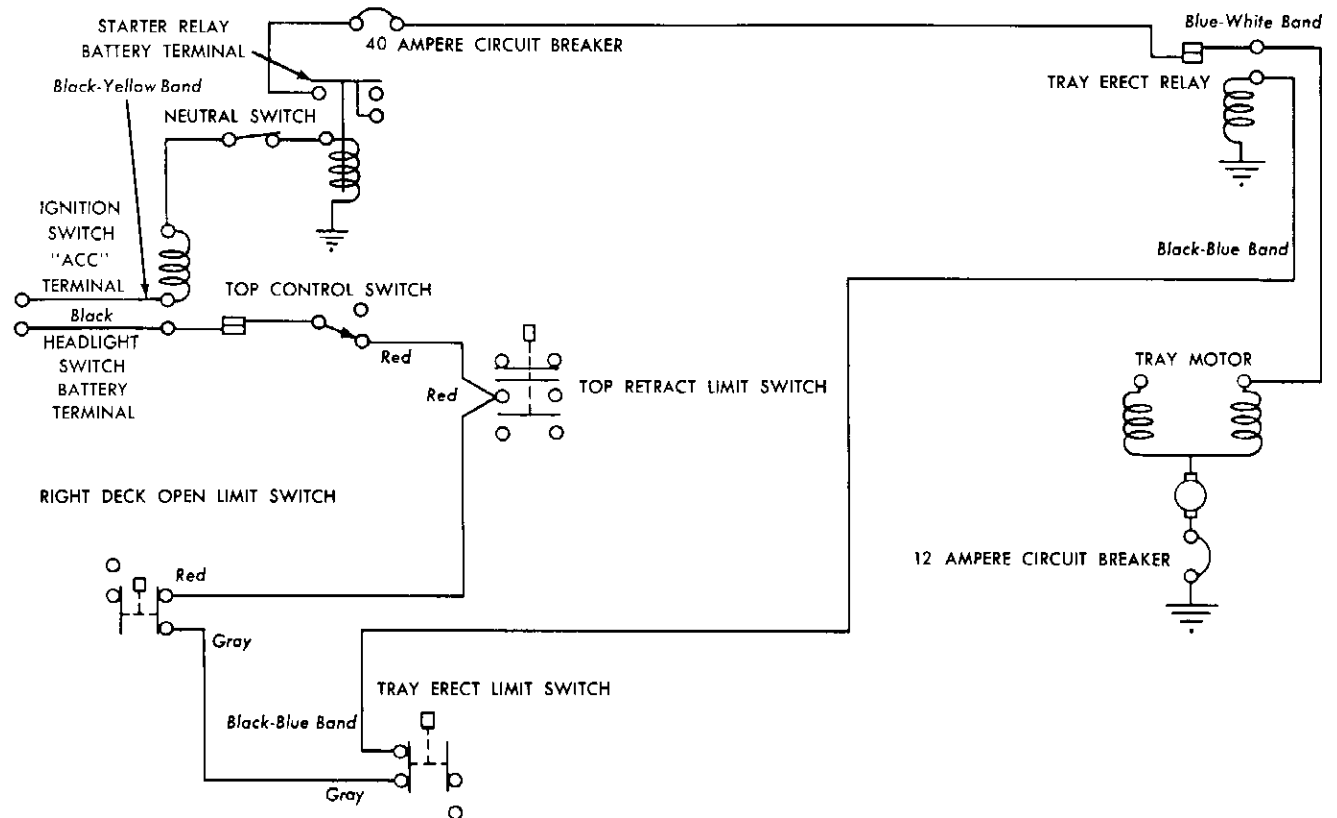 STARTER RELAY
BATTERY TERMINAL
40 AMPERE CIRCUIT BREAKER
Blue-White Band
Black-Yellow Band
TRAY ERECT RELAY
NEUTRAL SWITCH
IGNITION
SWITCH
"ACC"
TERMINAL
Black-Blue Band
TOP CONTROL SWITCH
Black
HEADLIGHT
SWITCH
BATTERY
TERMINAL
Red
Red
TOP RETRACT LIMIT SWITCH
TRAY MOTOR
RIGHT DECK OPEN LIMIT SWITCH
12 AMPERE CIRCUIT BREAKER
Red
Gray
TRAY ERECT LIMIT SWITCH
Black-Blue Band
Gray